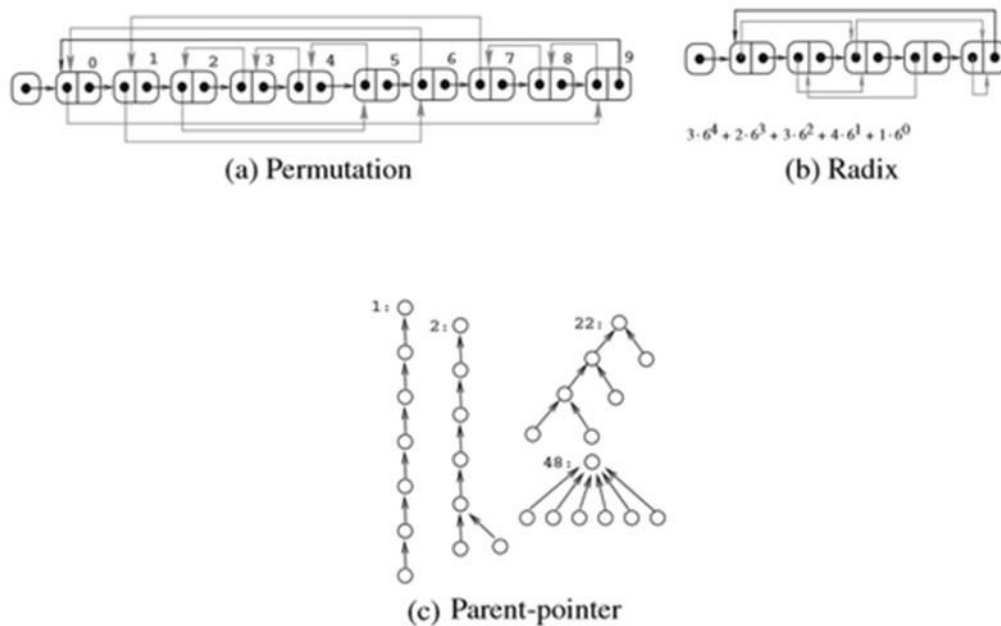 0 1 2 3 4 5 6 7 8 9
(a) Permutation
3·6⁴+2·6³+3·6²+4·6¹+1·6⁰
(b) Radix
1:
2:
22:
48:
(c) Parent-pointer